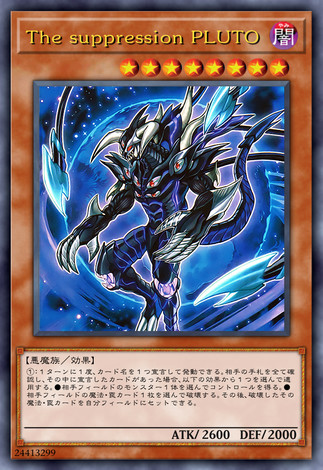 The suppression PLUTO
やみ
闇
【悪魔族/効果】
①:1ターンに1度、カード名を1つ宣言して発動できる。相手の手札を全て確
認し、その中に宣言したカードがあった場合、以下の効果から1つを選んで適
用する。●相手フィールドのモンスター1体を選んでコントロールを得る。●
相手フィールドの魔法・罠カード1枚を選んで破壊する。その後、破壊したその
魔法・罠カードを自分フィールドにセットできる。
ATK/ 2600 DEF/2000
24413299